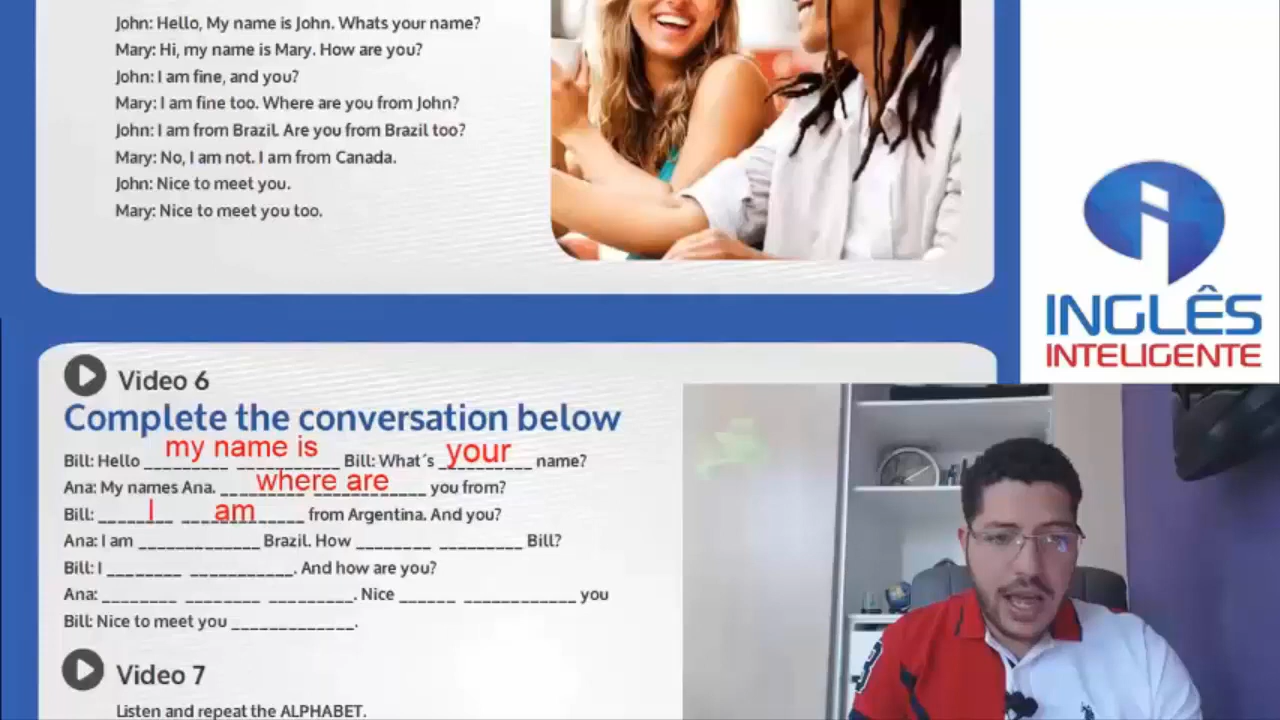 John: Hello, My name is John. Whats your name?
Mary: Hi, my name is Mary. How are you?
John: I am fine, and you?
Mary: I am fine too. Where are you from John?
John: I am from Brazil. Are you from Brazil too?
Mary: No, I am not. I am from Canada.
John: Nice to meet you.
Mary: Nice to meet you too.
i
INGLÊS
INTELIGENTE
Video 6
Complete the conversation below
my name is your
Bill: Hello _________ ___________ Bill: What´s __________ name?
where are
Ana: My names Ana. _________ ____________ you from?
I am
Bill: ________ _____________ from Argentina. And you?
Ana: I am _____________ Brazil. How ________ _________ Bill?
Bill: I ________ ___________. And how are you?
Ana: ________ ________ _________. Nice ______ ____________ you
Bill: Nice to meet you _____________.
Video 7
Listen and repeat the ALPHABET.